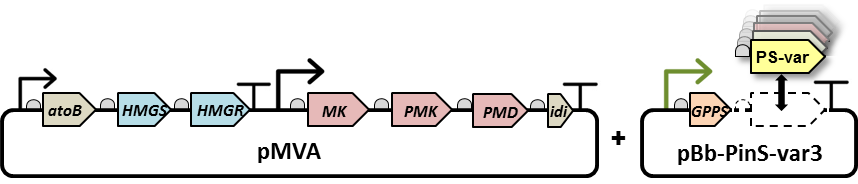 PS-var
atoB HMGS HMGR MK PMK PMD idi GPPS
pMVA + pBb-PinS-var3